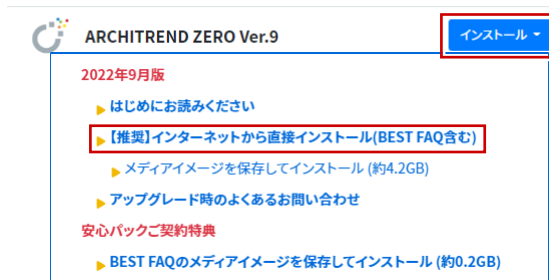 ARCHITREND ZERO Ver.9
インストール
2022年9月版
はじめにお読みください
【推奨】インターネットから直接インストール(BEST FAQ含む)
メディアイメージを保存してインストール (約4.2GB)
アップグレード時のよくあるお問い合わせ
安心パックご契約特典
BEST FAQのメディアイメージを保存してインストール (約0.2GB)